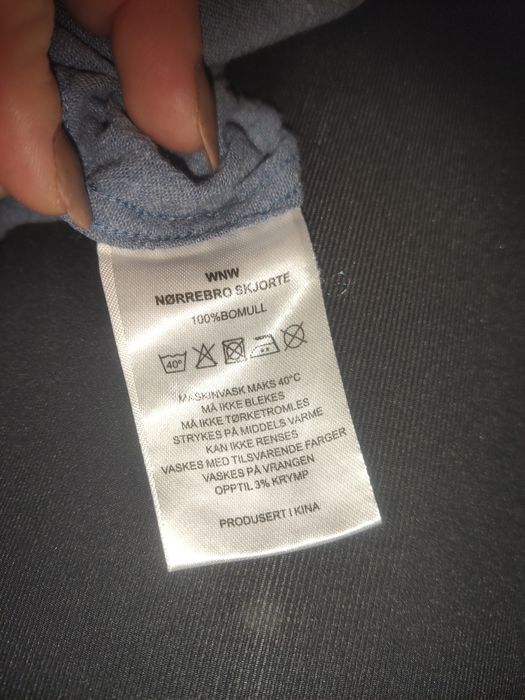 WNW
NØRREBRO SKJORTE
100%BOMULL
40°
MASKINVASK MAKS 40°C
MÅ IKKE BLEKES
MÅ IKKE TØRKETROMLES
STRYKES PÅ MIDDELS VARME
KAN IKKE RENSES
VASKES MED TILSVARENDE FARGER
VASKES PÅ VRANGEN
OPPTIL 3% KRYMP
PRODUSERT I KINA